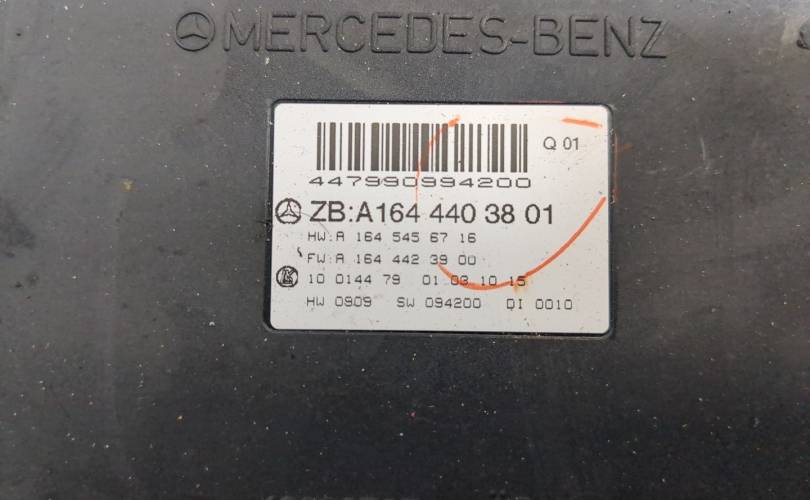 MERCEDES-BENZ
Q 01
447990994200
ZB:A164 440 38 01
HW:A 164 545 67 16
FW:A 164 442 39 00
10 0144 79 01 03 10 15
HW 0909 SW 094200 DI 0010